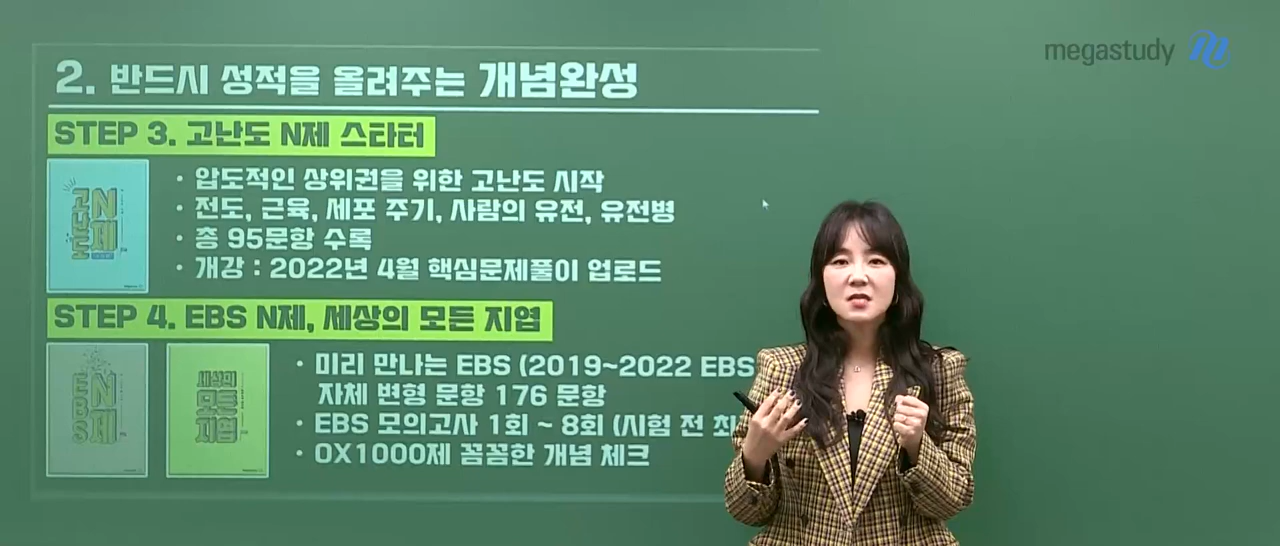 megastudy
2. 반드시 성적을 올려주는 개념완성
STEP 3. 고난도 N제 스타터
고난도 N제
• 압도적인 상위권을 위한 고난도 시작
• 전도, 근육, 세포 주기, 사람의 유전, 유전병
• 총 95문항 수록
• 개강 : 2022년 4월 핵심문제풀이 업로드
STEP 4. EBS N제, 세상의 모든 지엽
EBS N제
세상의
모든
지엽
• 미리 만나는 EBS (2019~2022 EBS
자체 변형 문항 176 문항
• EBS 모의고사 1회 ~ 8회 (시험 전 최
• OX1000제 꼼꼼한 개념 체크